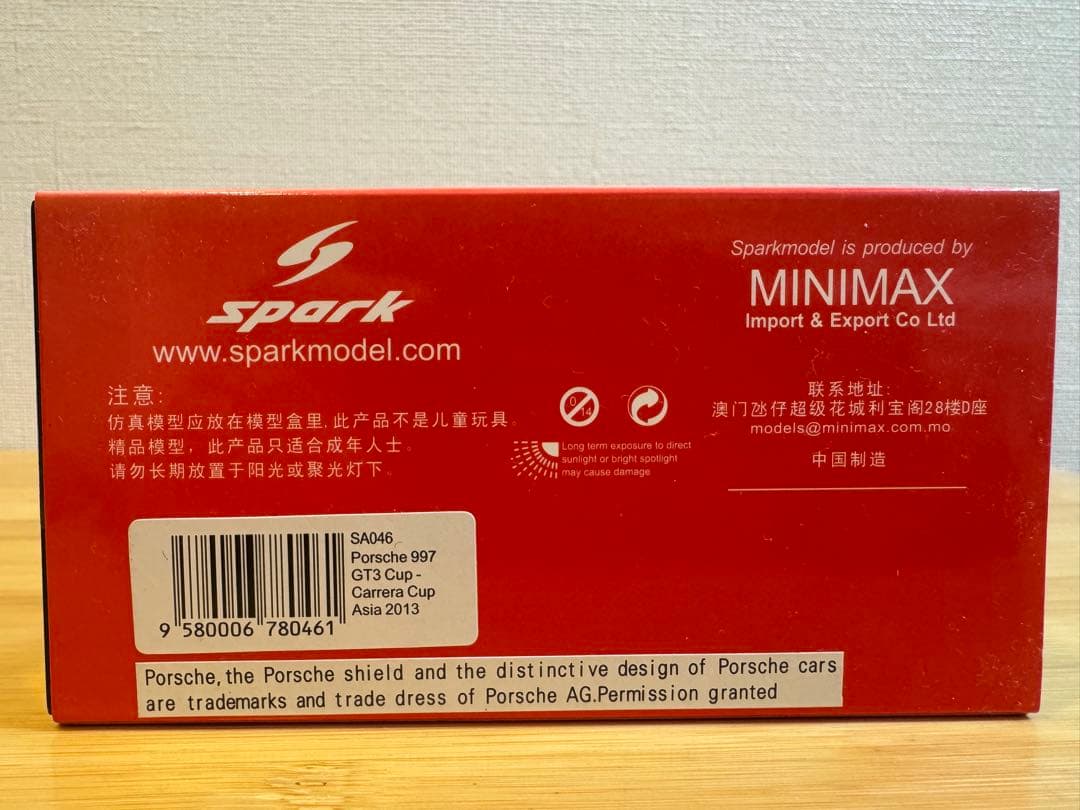 spark
www.sparkmodel.com
Sparkmodel is produced by
MINIMAX
Import & Export Co Ltd
注意:
仿真模型应放在模型盒里,此产品不是儿童玩具。
精品模型，此产品只适合成年人士。
请勿长期放置于阳光或聚光灯下。
0
14
Long term exposure to direct
sunlight or bright spotlight
may cause damage
联系地址:
澳门氹仔超级花城利宝阁28楼D座
models@minimax.com.mo
中国制造
SA046
Porsche 997
GT3 Cup -
Carrera Cup
Asia 2013
9 580006 780461
Porsche,the Porsche shield and the distinctive design of Porsche cars
are trademarks and trade dress of Porsche AG.Permission granted